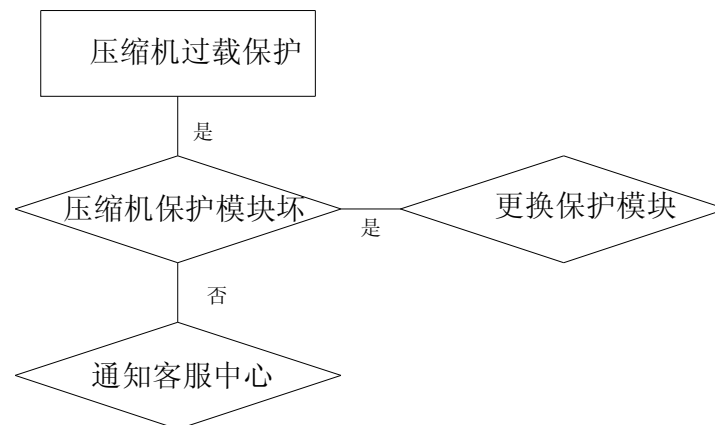 压缩机过载保护
是
压缩机保护模块坏
是
更换保护模块
否
通知客服中心